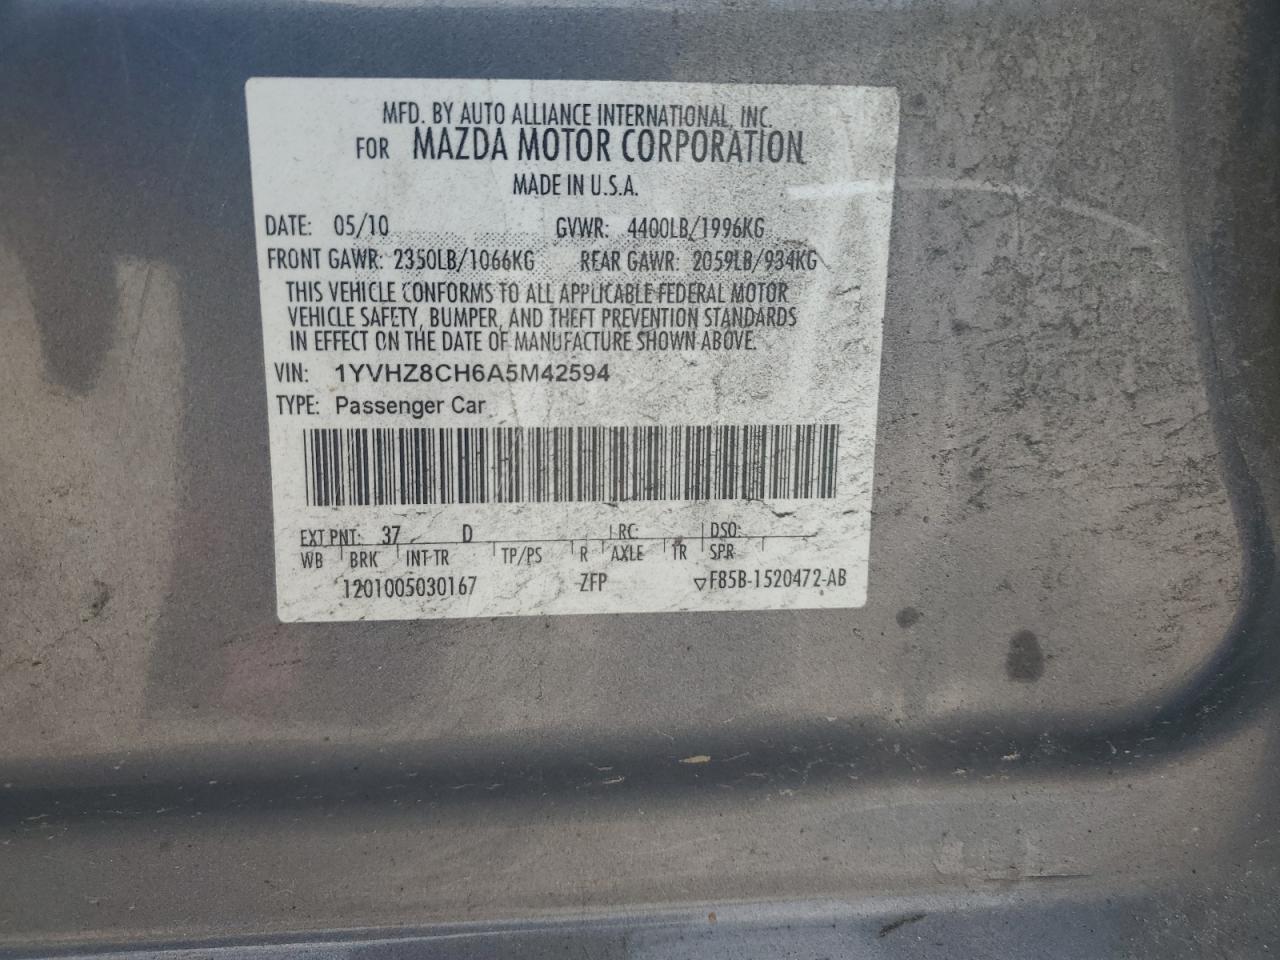 MFD. BY AUTO ALLIANCE INTERNATIONAL, INC.
FOR MAZDA MOTOR CORPORATION
MADE IN U.S.A.
DATE: 05/10 GVWR: 4400LB/1996KG
FRONT GAWR: 2350LB/1066KG REAR GAWR: 2059LB/934KG
THIS VEHICLE CONFORMS TO ALL APPLICABLE FEDERAL MOTOR
VEHICLE SAFETY, BUMPER, AND THEFT PREVENTION STANDARDS
IN EFFECT ON THE DATE OF MANUFACTURE SHOWN ABOVE.
VIN: 1YVHZ8CH6A5M42594
TYPE: Passenger Car
EXT PNT: 37 D RC: DSO:
WB BRK INT TR TP/PS R AXLE TR SPR
1201005030167 ZFP ▽F85B-1520472-AB